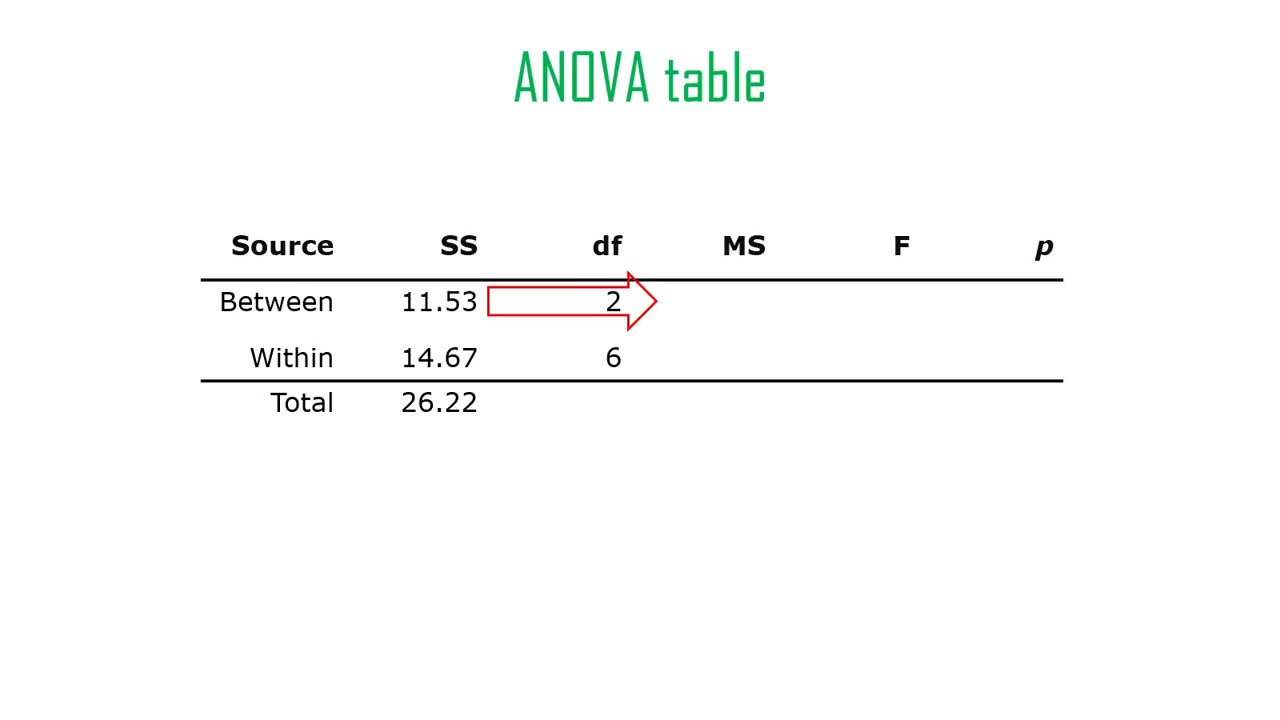 ANOVA table
Source SS df MS F p
Between 11.53 2
Within 14.67 6
Total 26.22